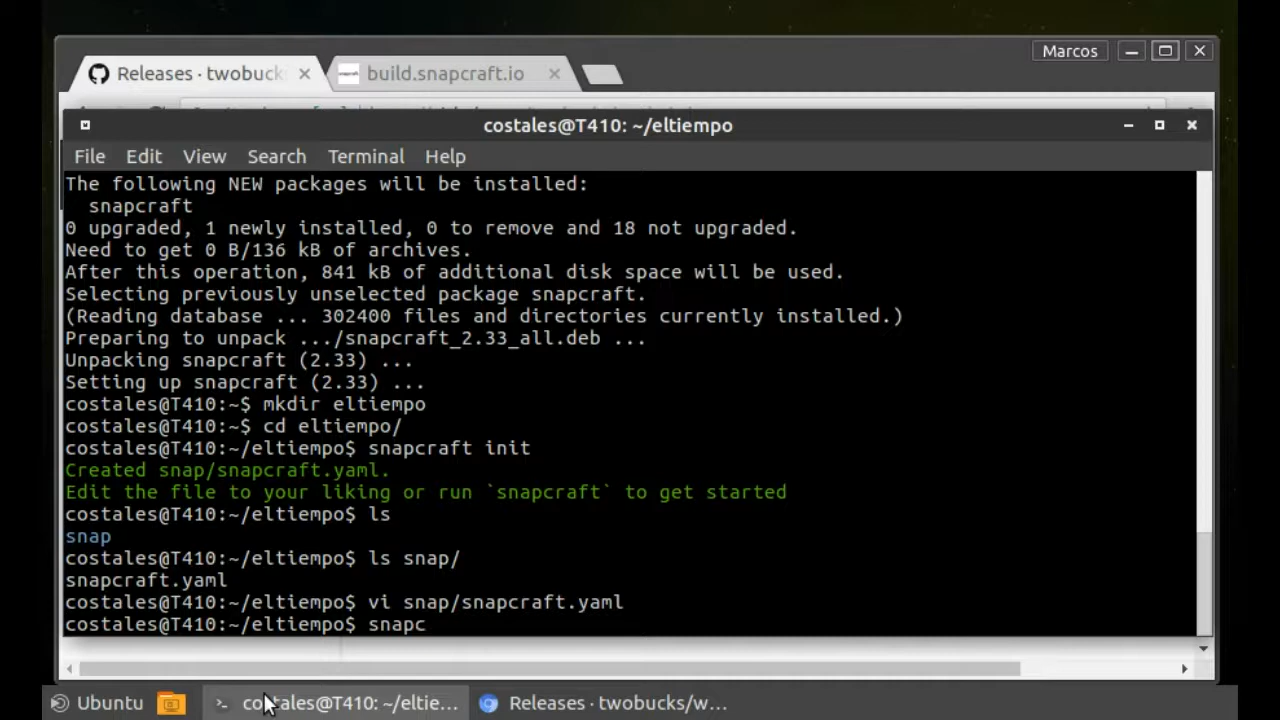 Marcos
Releases · twobuck
build.snapcraft.io
costales@T410: ~/eltiempo
File Edit View Search Terminal Help
The following NEW packages will be installed:
  snapcraft
0 upgraded, 1 newly installed, 0 to remove and 18 not upgraded.
Need to get 0 B/136 kB of archives.
After this operation, 841 kB of additional disk space will be used.
Selecting previously unselected package snapcraft.
(Reading database ... 302400 files and directories currently installed.)
Preparing to unpack .../snapcraft_2.33_all.deb ...
Unpacking snapcraft (2.33) ...
Setting up snapcraft (2.33) ...
costales@T410:~$ mkdir eltiempo
costales@T410:~$ cd eltiempo/
costales@T410:~/eltiempo$ snapcraft init
Created snap/snapcraft.yaml.
Edit the file to your liking or run `snapcraft` to get started
costales@T410:~/eltiempo$ ls
snap
costales@T410:~/eltiempo$ ls snap/
snapcraft.yaml
costales@T410:~/eltiempo$ vi snap/snapcraft.yaml
costales@T410:~/eltiempo$ snapc
Ubuntu costales@T410: ~/eltie... Releases · twobucks/w...